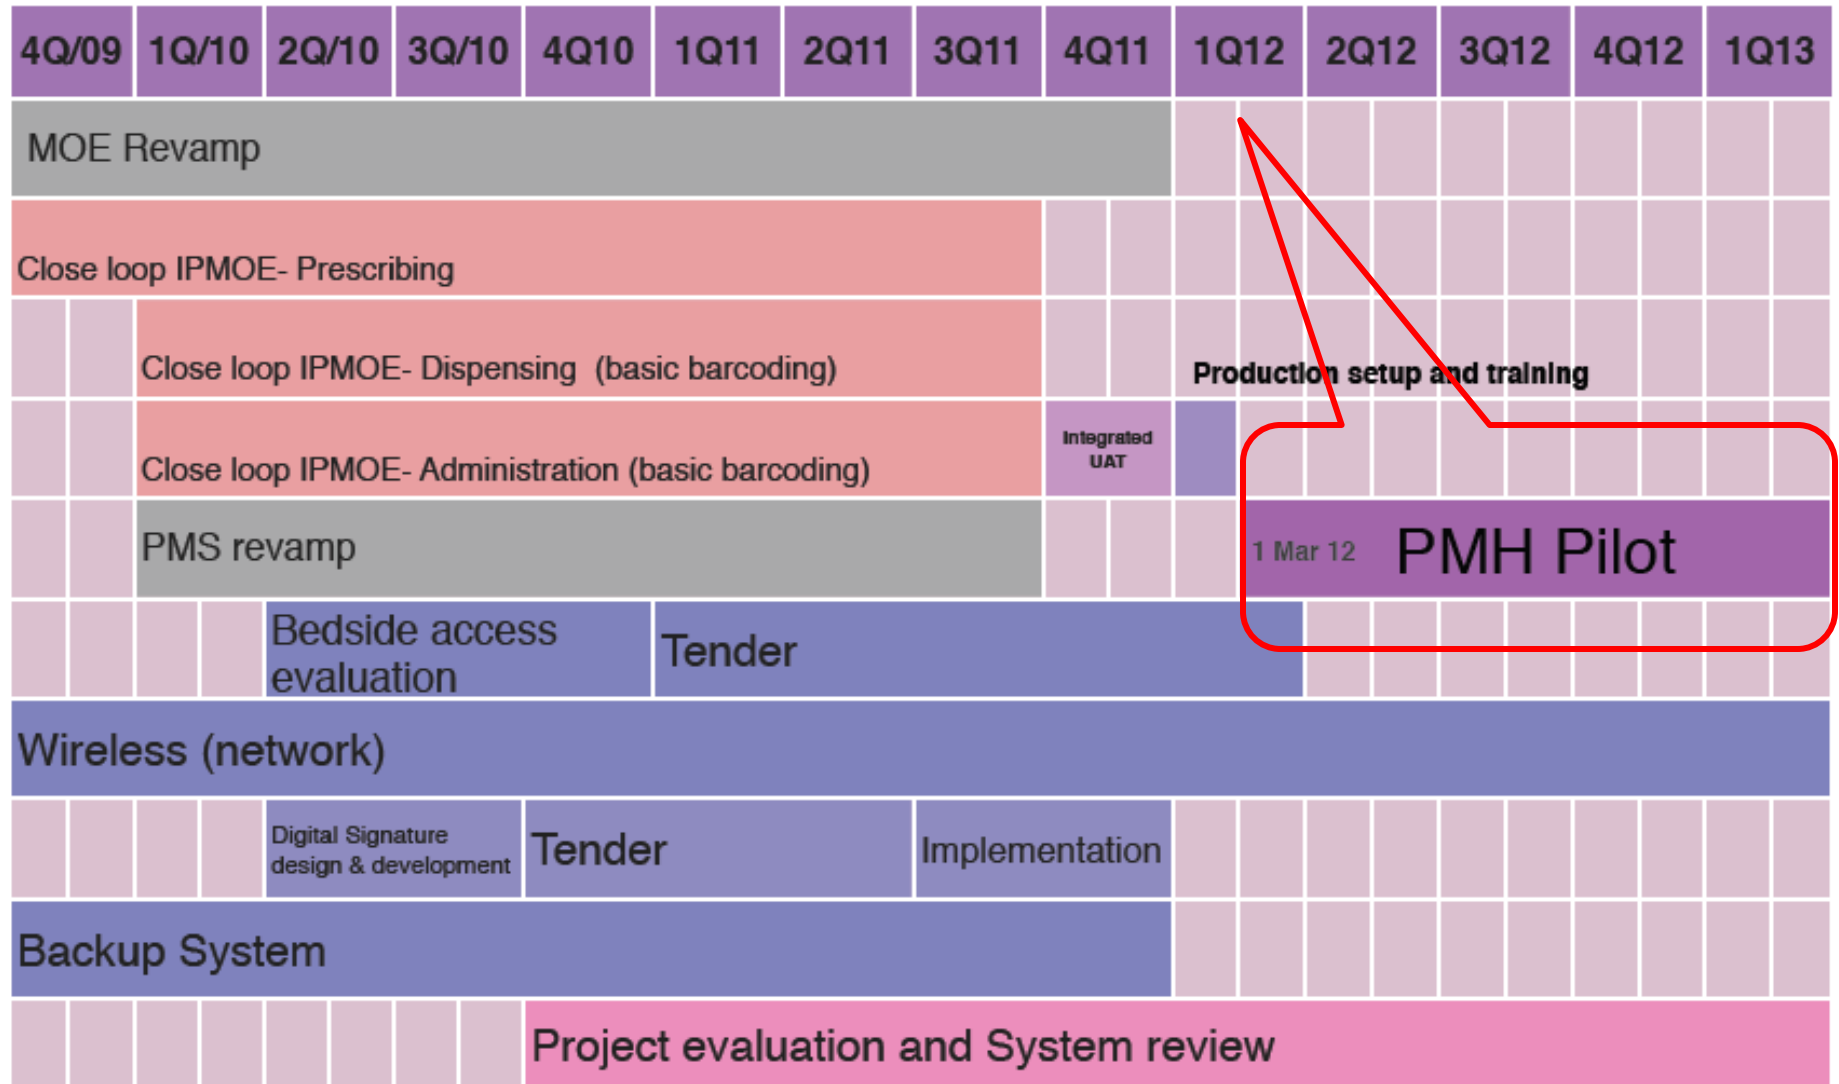 4Q/09 1Q/10 2Q/10 3Q/10 4Q10 1Q11 2Q11 3Q11 4Q11 1Q12 2Q12 3Q12 4Q12 1Q13
MOE Revamp
Close loop IPMOE- Prescribing
Close loop IPMOE- Dispensing (basic barcoding)
Production setup and training
Close loop IPMOE- Administration (basic barcoding)
Integrated
UAT
PMS revamp
1 Mar 12 PMH Pilot
Bedside access
evaluation
Tender
Wireless (network)
Digital Signature
design & development
Tender
Implementation
Backup System
Project evaluation and System review